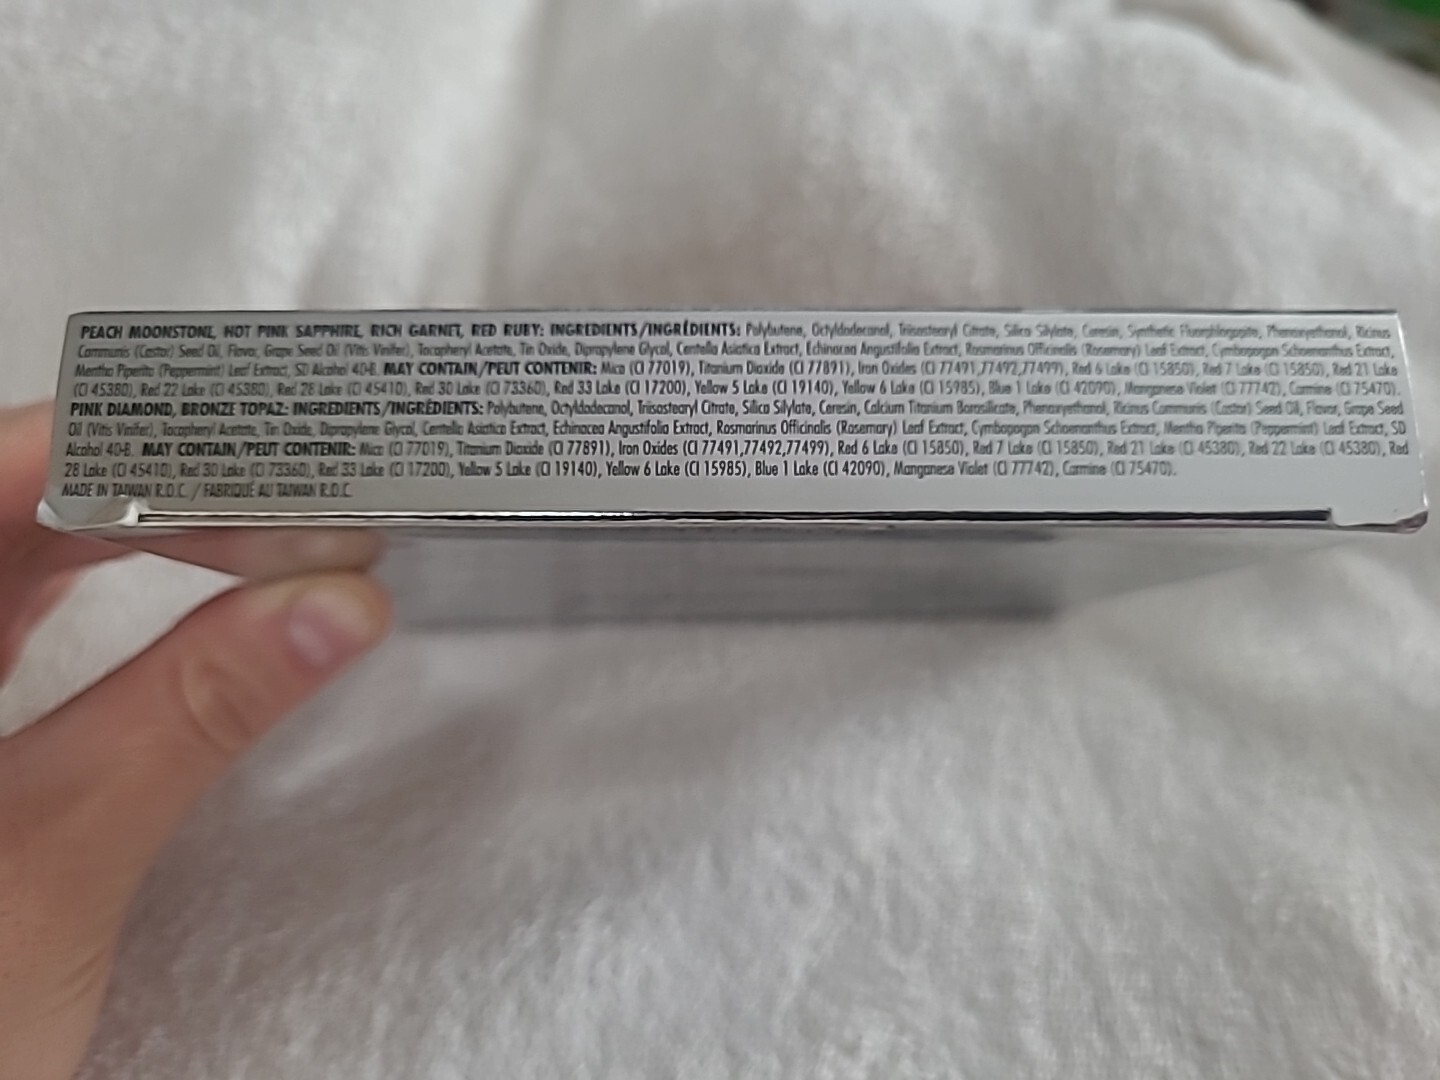 PEACH MOONSTONE, HOT PINK SAPPHIRE, RICH GARNET, RED RUBY: INGREDIENTS/INGRÉDIENTS: Polybutene, Octyldodecanol, Triisostearyl Citrate, Silica Silylate, Ceresin, Synthetic Fluorphlogopite, Phenoxyethanol, Ricinus
Communis (Castor) Seed Oil, Flavor, Grape Seed Oil (Vitis Vinifer), Tocopheryl Acetate, Tin Oxide, Dipropylene Glycol, Centella Asiatica Extract, Echinacea Angustifolia Extract, Rosmarinus Officinalis (Rosemary) Leaf Extract, Cymbopogon Schoenanthus Extract,
Mentha Piperita (Peppermint) Leaf Extract, SD Alcohol 40-B. MAY CONTAIN/PEUT CONTENIR: Mica (CI 77019), Titanium Dioxide (CI 77891), Iron Oxides (CI 77491,77492,77499), Red 6 Lake (CI 15850), Red 7 Lake (CI 15850), Red 21 Lake
(CI 45380), Red 22 Lake (CI 45380), Red 28 Lake (CI 45410), Red 30 Lake (CI 73360), Red 33 Lake (CI 17200), Yellow 5 Lake (CI 19140), Yellow 6 Lake (CI 15985), Blue 1 Lake (CI 42090), Manganese Violet (CI 77742), Carmine (CI 75470).
PINK DIAMOND, BRONZE TOPAZ: INGREDIENTS/INGRÉDIENTS: Polybutene, Octyldodecanol, Triisostearyl Citrate, Silica Silylate, Ceresin, Calcium Titanium Borosilicate, Phenoxyethanol, Ricinus Communis (Castor) Seed Oil, Flavor, Grape Seed
Oil (Vitis Vinifer), Tocopheryl Acetate, Tin Oxide, Dipropylene Glycol, Centella Asiatica Extract, Echinacea Angustifolia Extract, Rosmarinus Officinalis (Rosemary) Leaf Extract, Cymbopogon Schoenanthus Extract, Mentha Piperita (Peppermint) Leaf Extract, SD
Alcohol 40-B. MAY CONTAIN/PEUT CONTENIR: Mica (CI 77019), Titanium Dioxide (CI 77891), Iron Oxides (CI 77491,77492,77499), Red 6 Lake (CI 15850), Red 7 Lake (CI 15850), Red 21 Lake (CI 45380), Red 22 Lake (CI 45380), Red
28 Lake (CI 45410), Red 30 Lake (CI 73360), Red 33 Lake (CI 17200), Yellow 5 Lake (CI 19140), Yellow 6 Lake (CI 15985), Blue 1 Lake (CI 42090), Manganese Violet (CI 77742), Carmine (CI 75470).
MADE IN TAIWAN R.O.C. / FABRIQUÉ AU TAIWAN R.O.C.